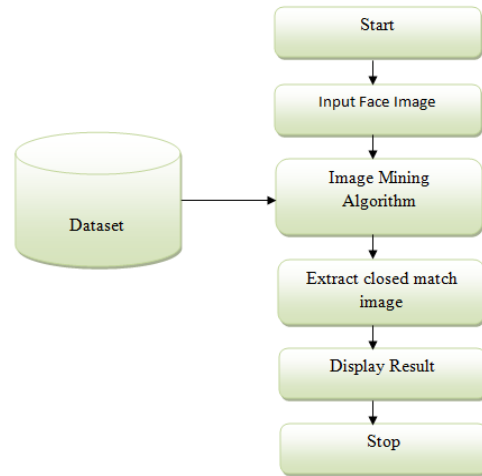 Start
Input Face Image
Image Mining
Algorithm
Dataset
Extract closed match
image
Display Result
Stop